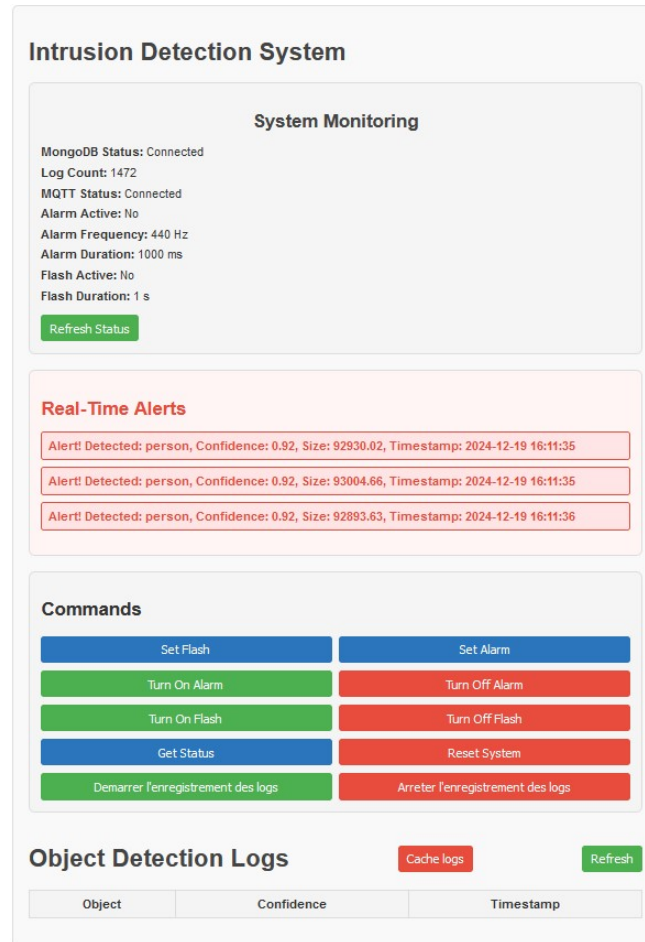 Intrusion Detection System
System Monitoring
MongoDB Status: Connected
Log Count: 1472
MQTT Status: Connected
Alarm Active: No
Alarm Frequency: 440 Hz
Alarm Duration: 1000 ms
Flash Active: No
Flash Duration: 1 s
Refresh Status
Real-Time Alerts
Alert! Detected: person, Confidence: 0.92, Size: 92930.02, Timestamp: 2024-12-19 16:11:35
Alert! Detected: person, Confidence: 0.92, Size: 93004.66, Timestamp: 2024-12-19 16:11:35
Alert! Detected: person, Confidence: 0.92, Size: 92893.63, Timestamp: 2024-12-19 16:11:36
Commands
Set Flash Set Alarm
Turn On Alarm Turn Off Alarm
Turn On Flash Turn Off Flash
Get Status Reset System
Demarrer l'enregistrement des logs Arreter l'enregistrement des logs
Object Detection Logs Cache logs Refresh
Object Confidence Timestamp